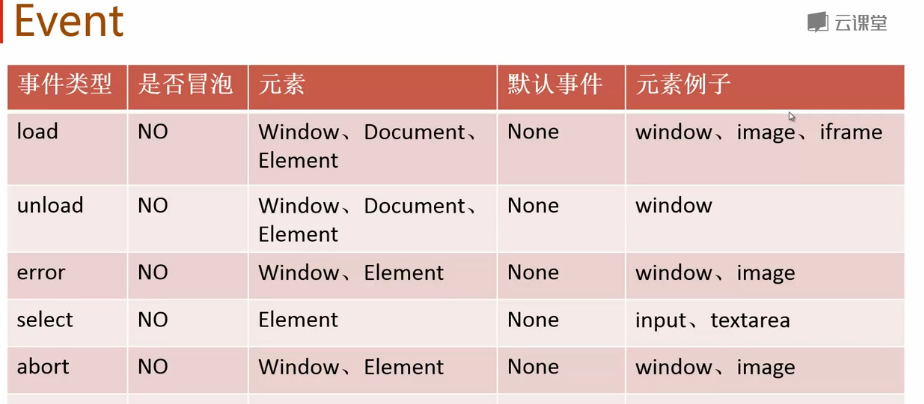 Event
云课堂
事件类型 是否冒泡 元素 默认事件 元素例子
load NO Window、Document、 None window、image、iframe
Element
unload NO Window、Document、 None window
Element
error NO Window、Element None window、image
select NO Element None input、textarea
abort NO Window、Element None window、image